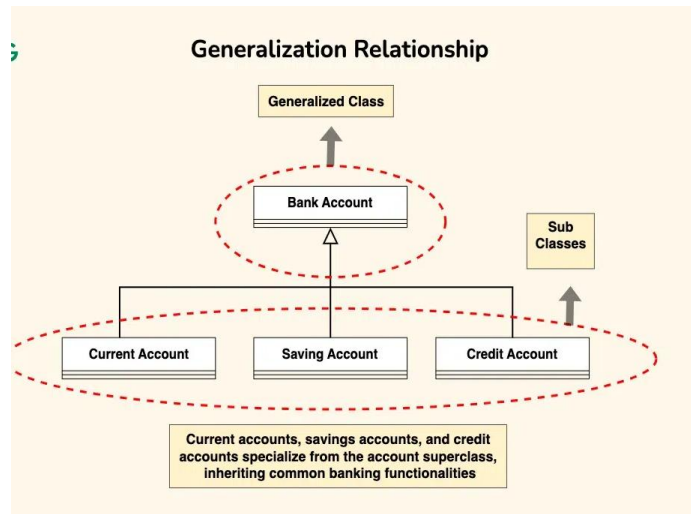 Generalization Relationship
Generalized Class
Bank Account
Sub
Classes
Current Account
Saving Account
Credit Account
Current accounts, savings accounts, and credit
accounts specialize from the account superclass,
inheriting common banking functionalities